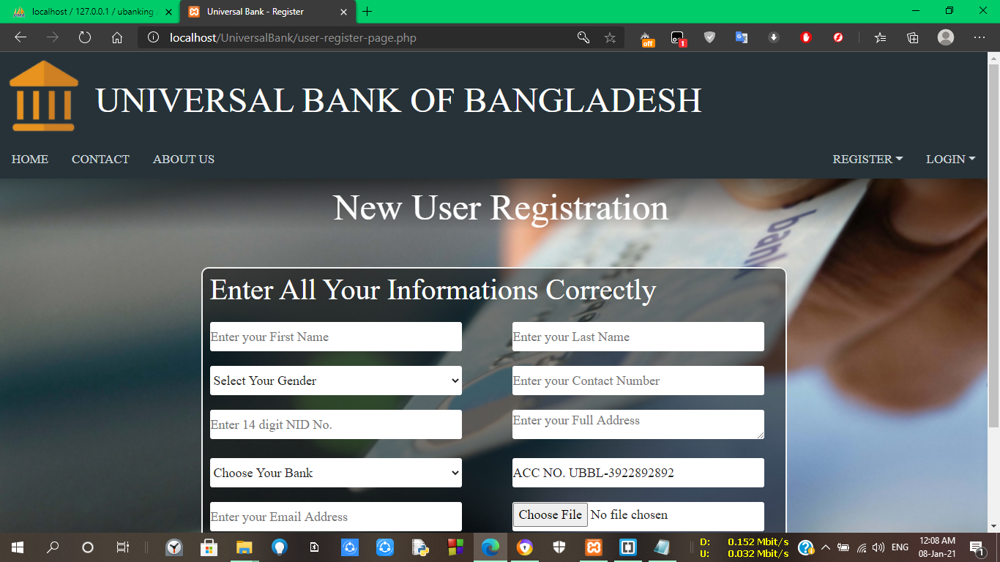 localhost / 127.0.0.1 / ubanking
Universal Bank - Register
localhost/UniversalBank/user-register-page.php
off
1
UNIVERSAL BANK OF BANGLADESH
HOME CONTACT ABOUT US REGISTER LOGIN
bank
New User Registration
Enter All Your Informations Correctly
Enter your First Name
Enter your Last Name
Select Your Gender
Enter your Contact Number
Enter 14 digit NID No.
Enter your Full Address
Choose Your Bank
ACC NO. UBBL-3922892892
Enter your Email Address
Choose File No file chosen
D: 0.152 Mbit/s
U: 0.032 Mbit/s
ENG
12:08 AM
08-Jan-21
1